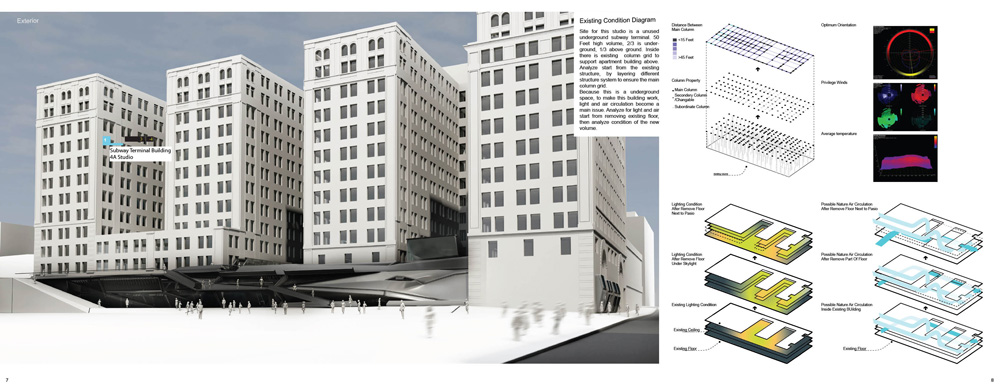 Exterior
Subway Terminal Building
4A Studio
Existing Condition Diagram
Site for this studio is a unused
underground subway terminal. 50
Feet high volume, 2/3 is under-
ground, 1/3 above ground. Inside
there is existing column grid to
support apartment building above.
Analyze start from the existing
structure, by layering different
structure system to ensure the main
column grid.
Because this is a underground
space, to make this building work,
light and air circulation become a
main issue. Analyze for light and air
start from removing existing floor,
then analyze condition of the new
volume.
Distance Between
Main Column
<15 Feet
>45 Feet
Column Property
Main Column
Secondary Column
/Changable
Subordinate Column
Optimum Orientation
Privilege Winds
Average temperature
Lighting Condition
After Remove Floor
Next to Pasio
Lighting Condition
After Remove Floor
Under Skylight
Existing Lighting Condition
Existing Ceiling
Existing Floor
Possible Nature Air Circulation
After Remove Floor Next to Pasio
Possible Nature Air Circulation
After Remove Part Of Floor
Possible Nature Air Circulation
Inside Existing BUilding
Existing Floor
7
8